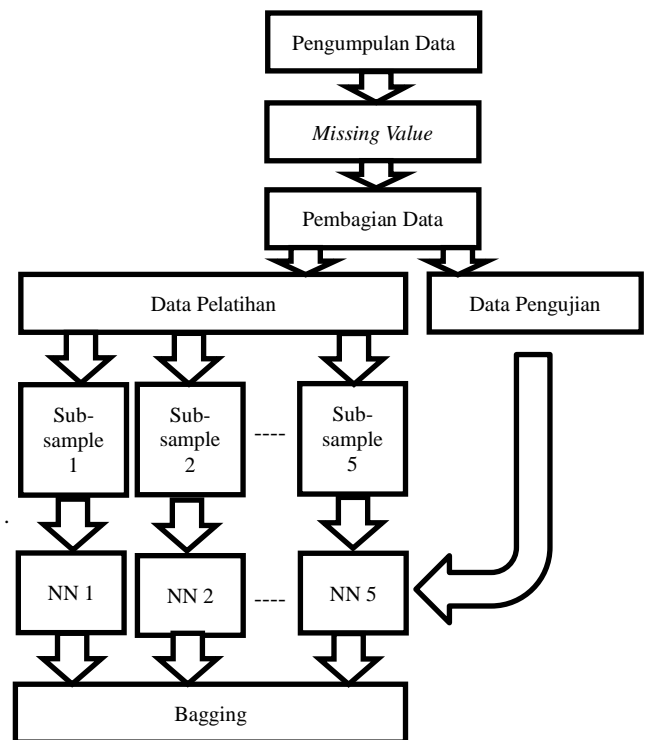 Pengumpulan Data
Missing Value
Pembagian Data
Data Pelatihan
Data Pengujian
Sub-
sample
1
Sub-
sample
2
----
Sub-
sample
5
.
NN 1
NN 2
----
NN 5
Bagging